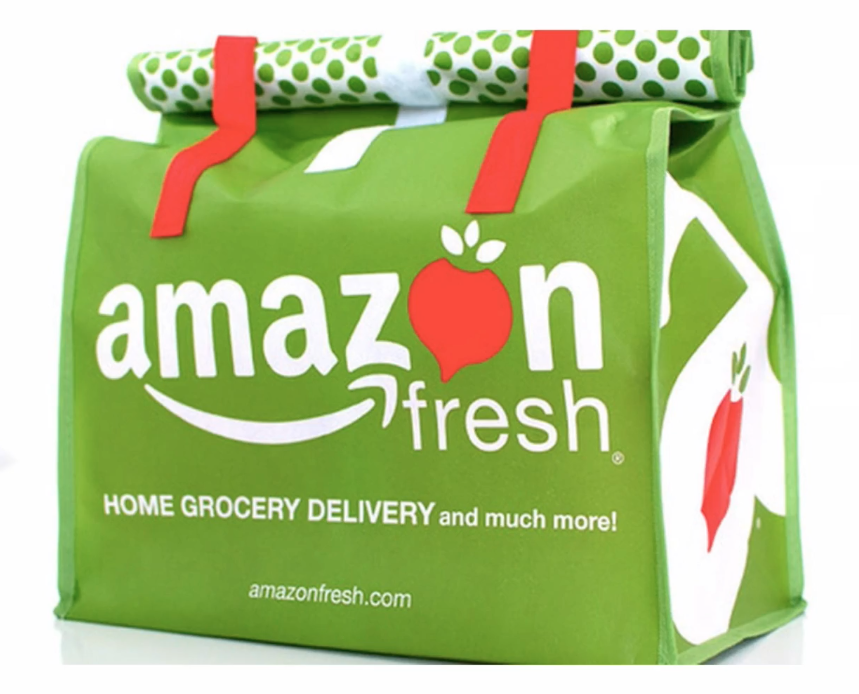 amazon
fresh®
HOME GROCERY DELIVERY and much more!
amazonfresh.com